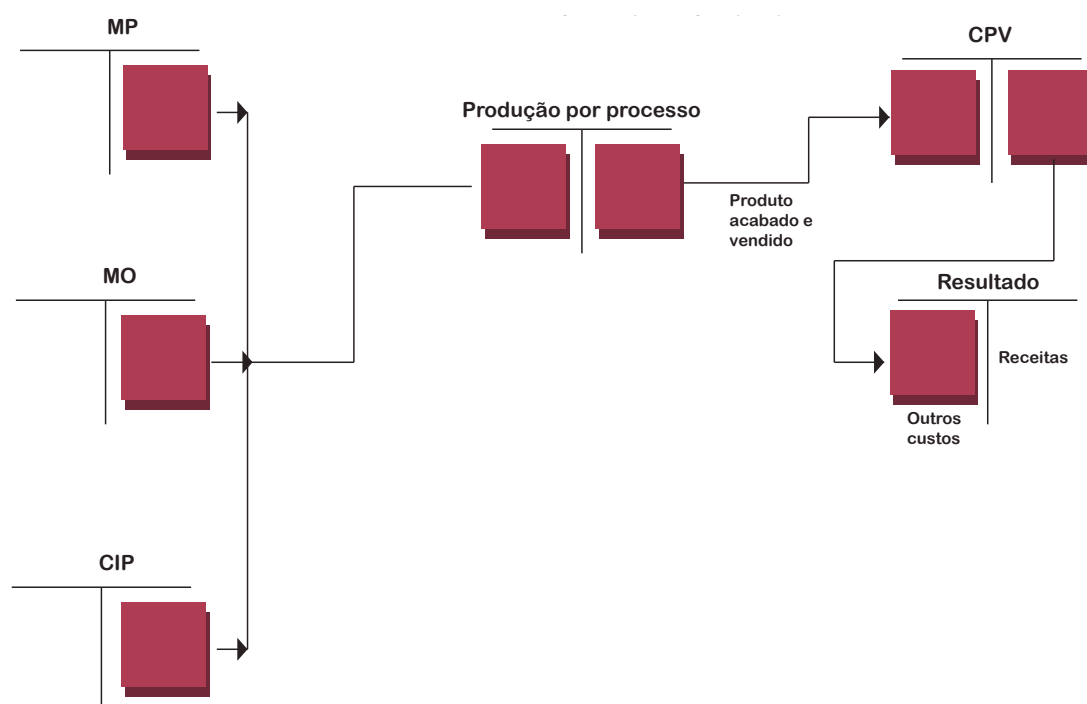 MP
CPV
Produção por processo
Produto
acabado e
vendido
MO
Resultado
Receitas
Outros
custos
CIP